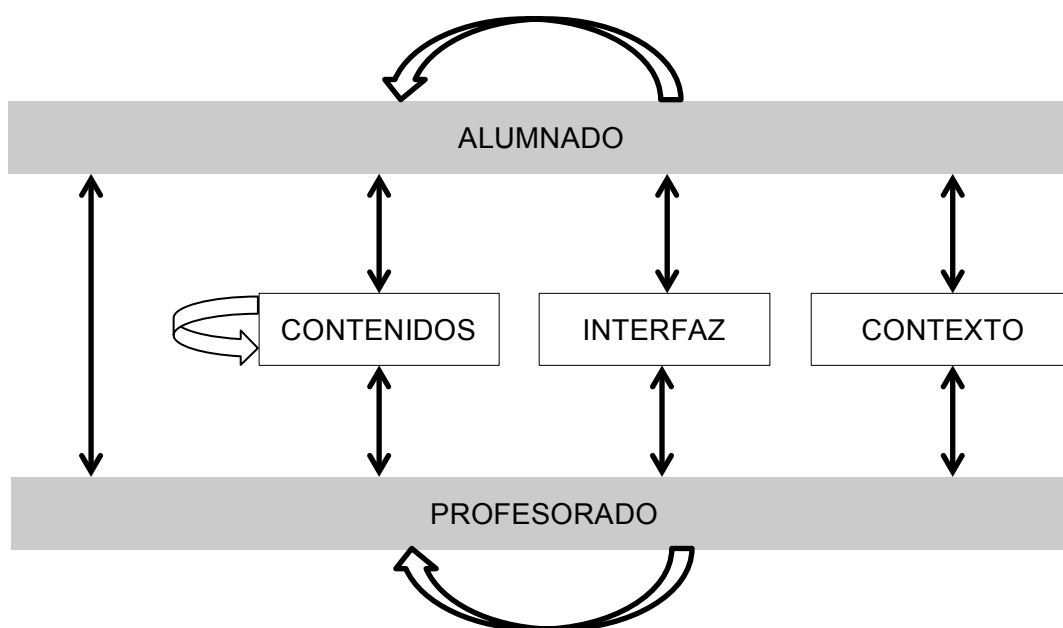 ALUMNADO
CONTENIDOS
INTERFAZ
CONTEXTO
PROFESORADO